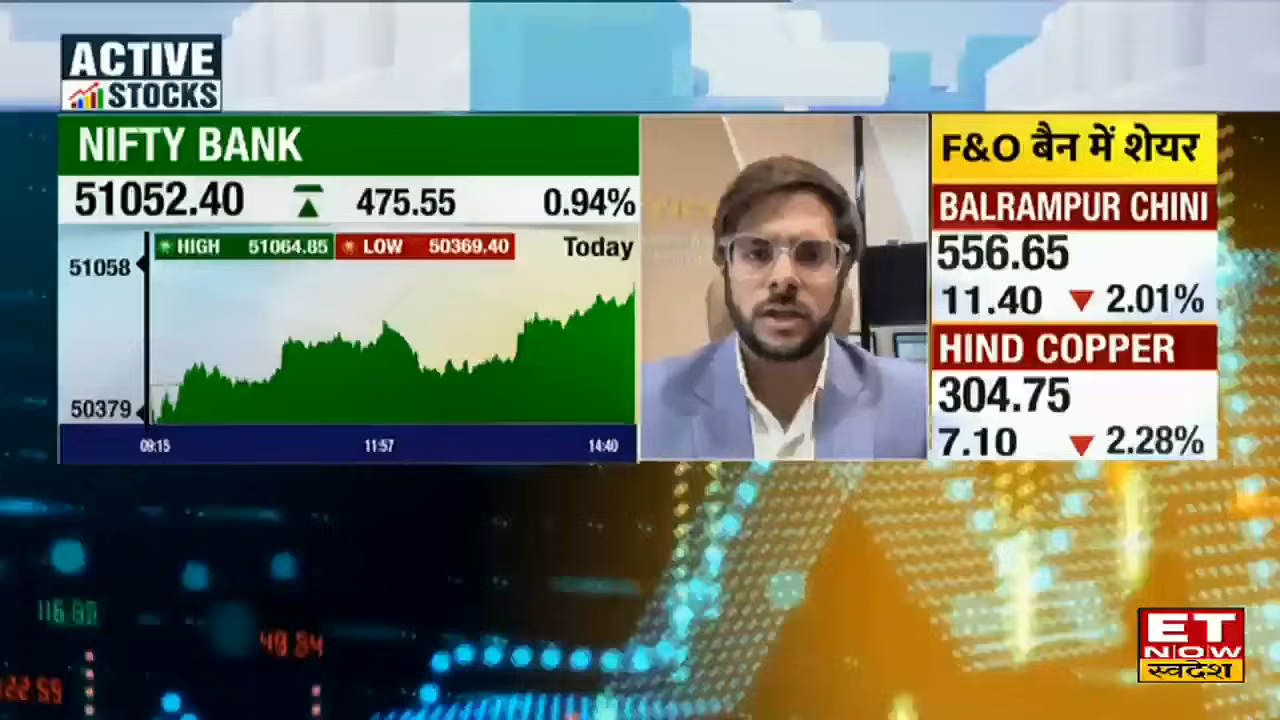 ACTIVE
STOCKS
NIFTY BANK
51052.40 475.55 0.94%
HIGH 51064.85 LOW 50369.40 Today
51058
50379
09:15 11:57 14:40
F&O बैन में शेयर
BALRAMPUR CHINI
556.65
11.40 2.01%
HIND COPPER
304.75
7.10 2.28%
40.84
ET
NOW
स्वदेश